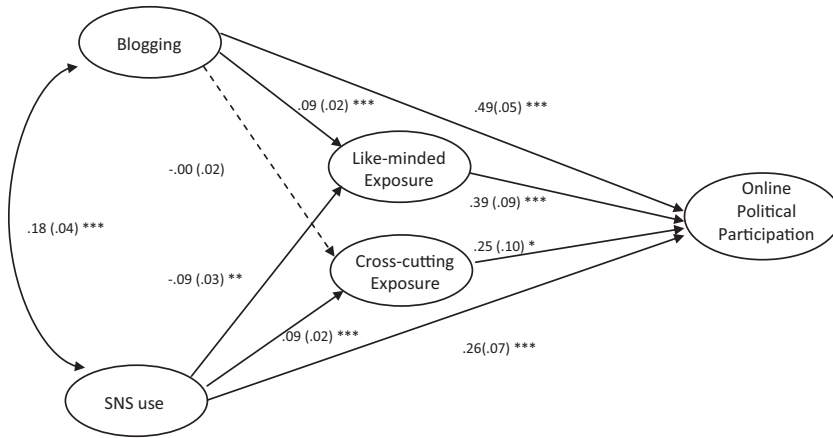 Blogging
.49(.05) ***
.09 (.02) ***
-.00 (.02)
Like-minded
Exposure
.39 (.09) ***
Online
Political
Participation
.18 (.04) ***
.25 (.10) *
Cross-cutting
Exposure
-.09 (.03) **
.09 (.02) ***
.26(.07) ***
SNS use